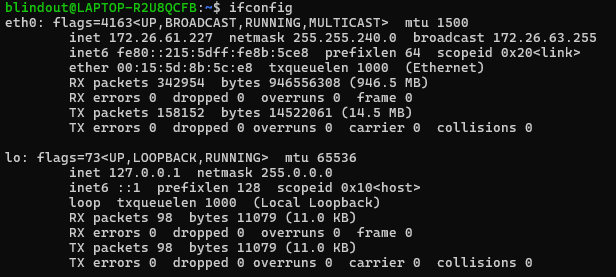 blindout@LAPTOP-R2U8QCFB:~$ ifconfig
eth0: flags=4163<UP,BROADCAST,RUNNING,MULTICAST>  mtu 1500
        inet 172.26.61.227  netmask 255.255.240.0  broadcast 172.26.63.255
        inet6 fe80::215:5dff:fe8b:5ce8  prefixlen 64  scopeid 0x20<link>
        ether 00:15:5d:8b:5c:e8  txqueuelen 1000  (Ethernet)
        RX packets 342954  bytes 946556308 (946.5 MB)
        RX errors 0  dropped 0  overruns 0  frame 0
        TX packets 158152  bytes 14522061 (14.5 MB)
        TX errors 0  dropped 0 overruns 0  carrier 0  collisions 0

lo: flags=73<UP,LOOPBACK,RUNNING>  mtu 65536
        inet 127.0.0.1  netmask 255.0.0.0
        inet6 ::1  prefixlen 128  scopeid 0x10<host>
        loop  txqueuelen 1000  (Local Loopback)
        RX packets 98  bytes 11079 (11.0 KB)
        RX errors 0  dropped 0  overruns 0  frame 0
        TX packets 98  bytes 11079 (11.0 KB)
        TX errors 0  dropped 0 overruns 0  carrier 0  collisions 0